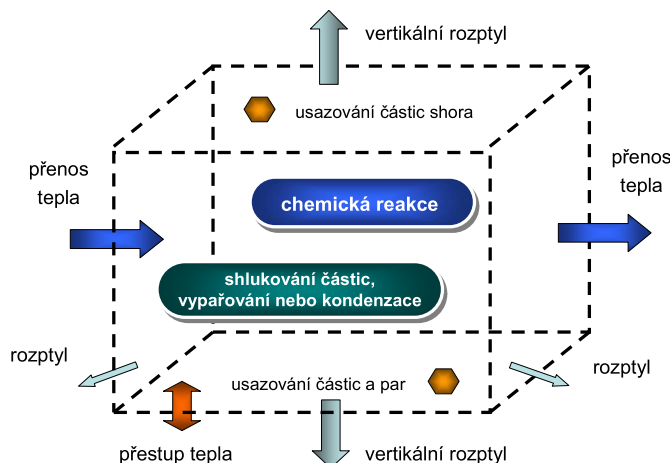 vertikální rozptyl
usazování částic shora
přenos
tepla
přenos
tepla
chemická reakce
shlukování částic,
vypařování nebo kondenzace
rozptyl
rozptyl
usazování částic a par
přestup tepla
vertikální rozptyl